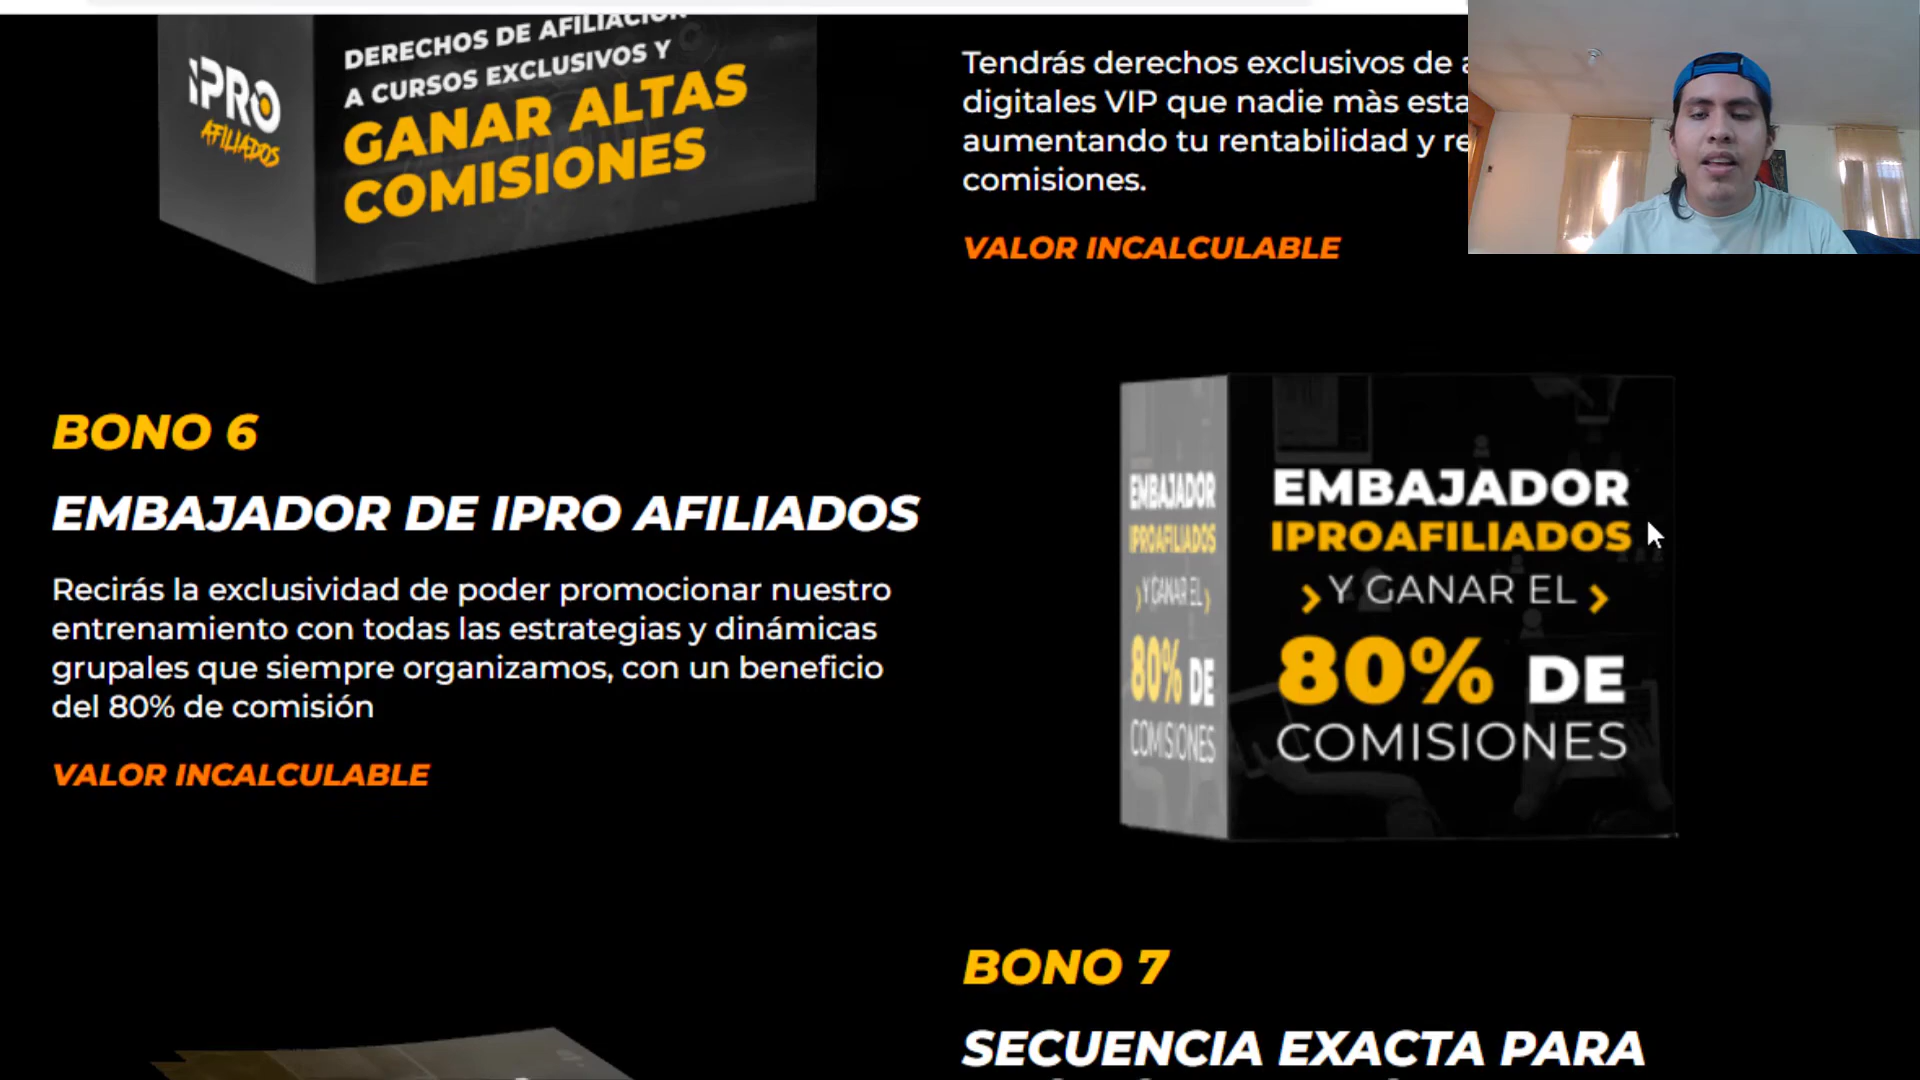 DERECHOS DE AFILIACIÓN
A CURSOS EXCLUSIVOS Y
GANAR ALTAS
COMISIONES
IPRO
AFILIADOS
Tendrás derechos exclusivos de
digitales VIP que nadie màs esta
aumentando tu rentabilidad y re
comisiones.
VALOR INCALCULABLE
BONO 6
EMBAJADOR DE IPRO AFILIADOS
Recirás la exclusividad de poder promocionar nuestro
entrenamiento con todas las estrategias y dinámicas
grupales que siempre organizamos, con un beneficio
del 80% de comisión
VALOR INCALCULABLE
EMBAJADOR
IPROAFILIADOS
Y GANAR EL
80% DE
COMISIONES
EMBAJADOR
IPROAFILIADOS
› Y GANAR EL ›
80% DE
COMISIONES
BONO 7
SECUENCIA EXACTA PARA